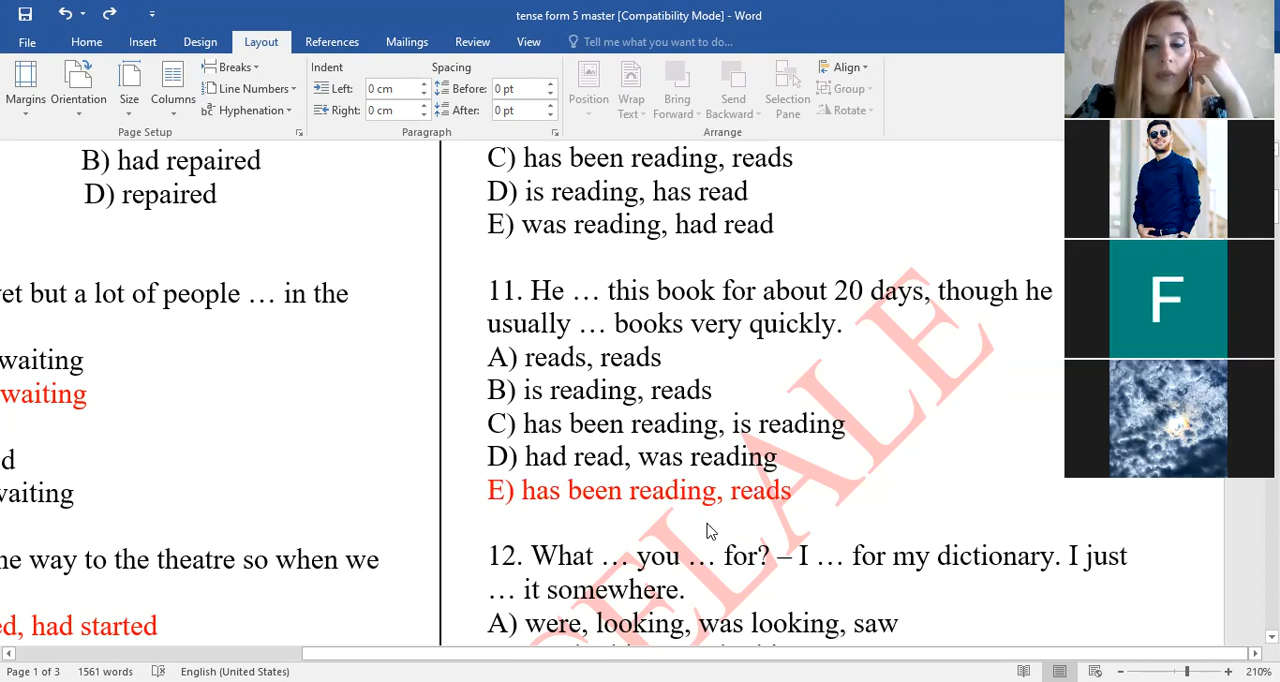 tense form 5 master [Compatibility Mode] - Word
File Home Insert Design Layout References Mailings Review View Tell me what you want to do...
Margins Orientation Size Columns
Breaks
Line Numbers
Hyphenation
Page Setup
Indent
Left: 0 cm
Right: 0 cm
Spacing
Before: 0 pt
After: 0 pt
Paragraph
Position Wrap Text Bring Forward Send Backward Selection Pane
Align
Group
Rotate
Arrange
B) had repaired
D) repaired
yet but a lot of people … in the
waiting
waiting
d
waiting
he way to the theatre so when we
ed, had started
C) has been reading, reads
D) is reading, has read
E) was reading, had read
11. He … this book for about 20 days, though he
usually … books very quickly.
A) reads, reads
B) is reading, reads
C) has been reading, is reading
D) had read, was reading
E) has been reading, reads
12. What … you … for? – I … for my dictionary. I just
… it somewhere.
A) were, looking, was looking, saw
CELALE
F
Page 1 of 3 1561 words English (United States) 210%